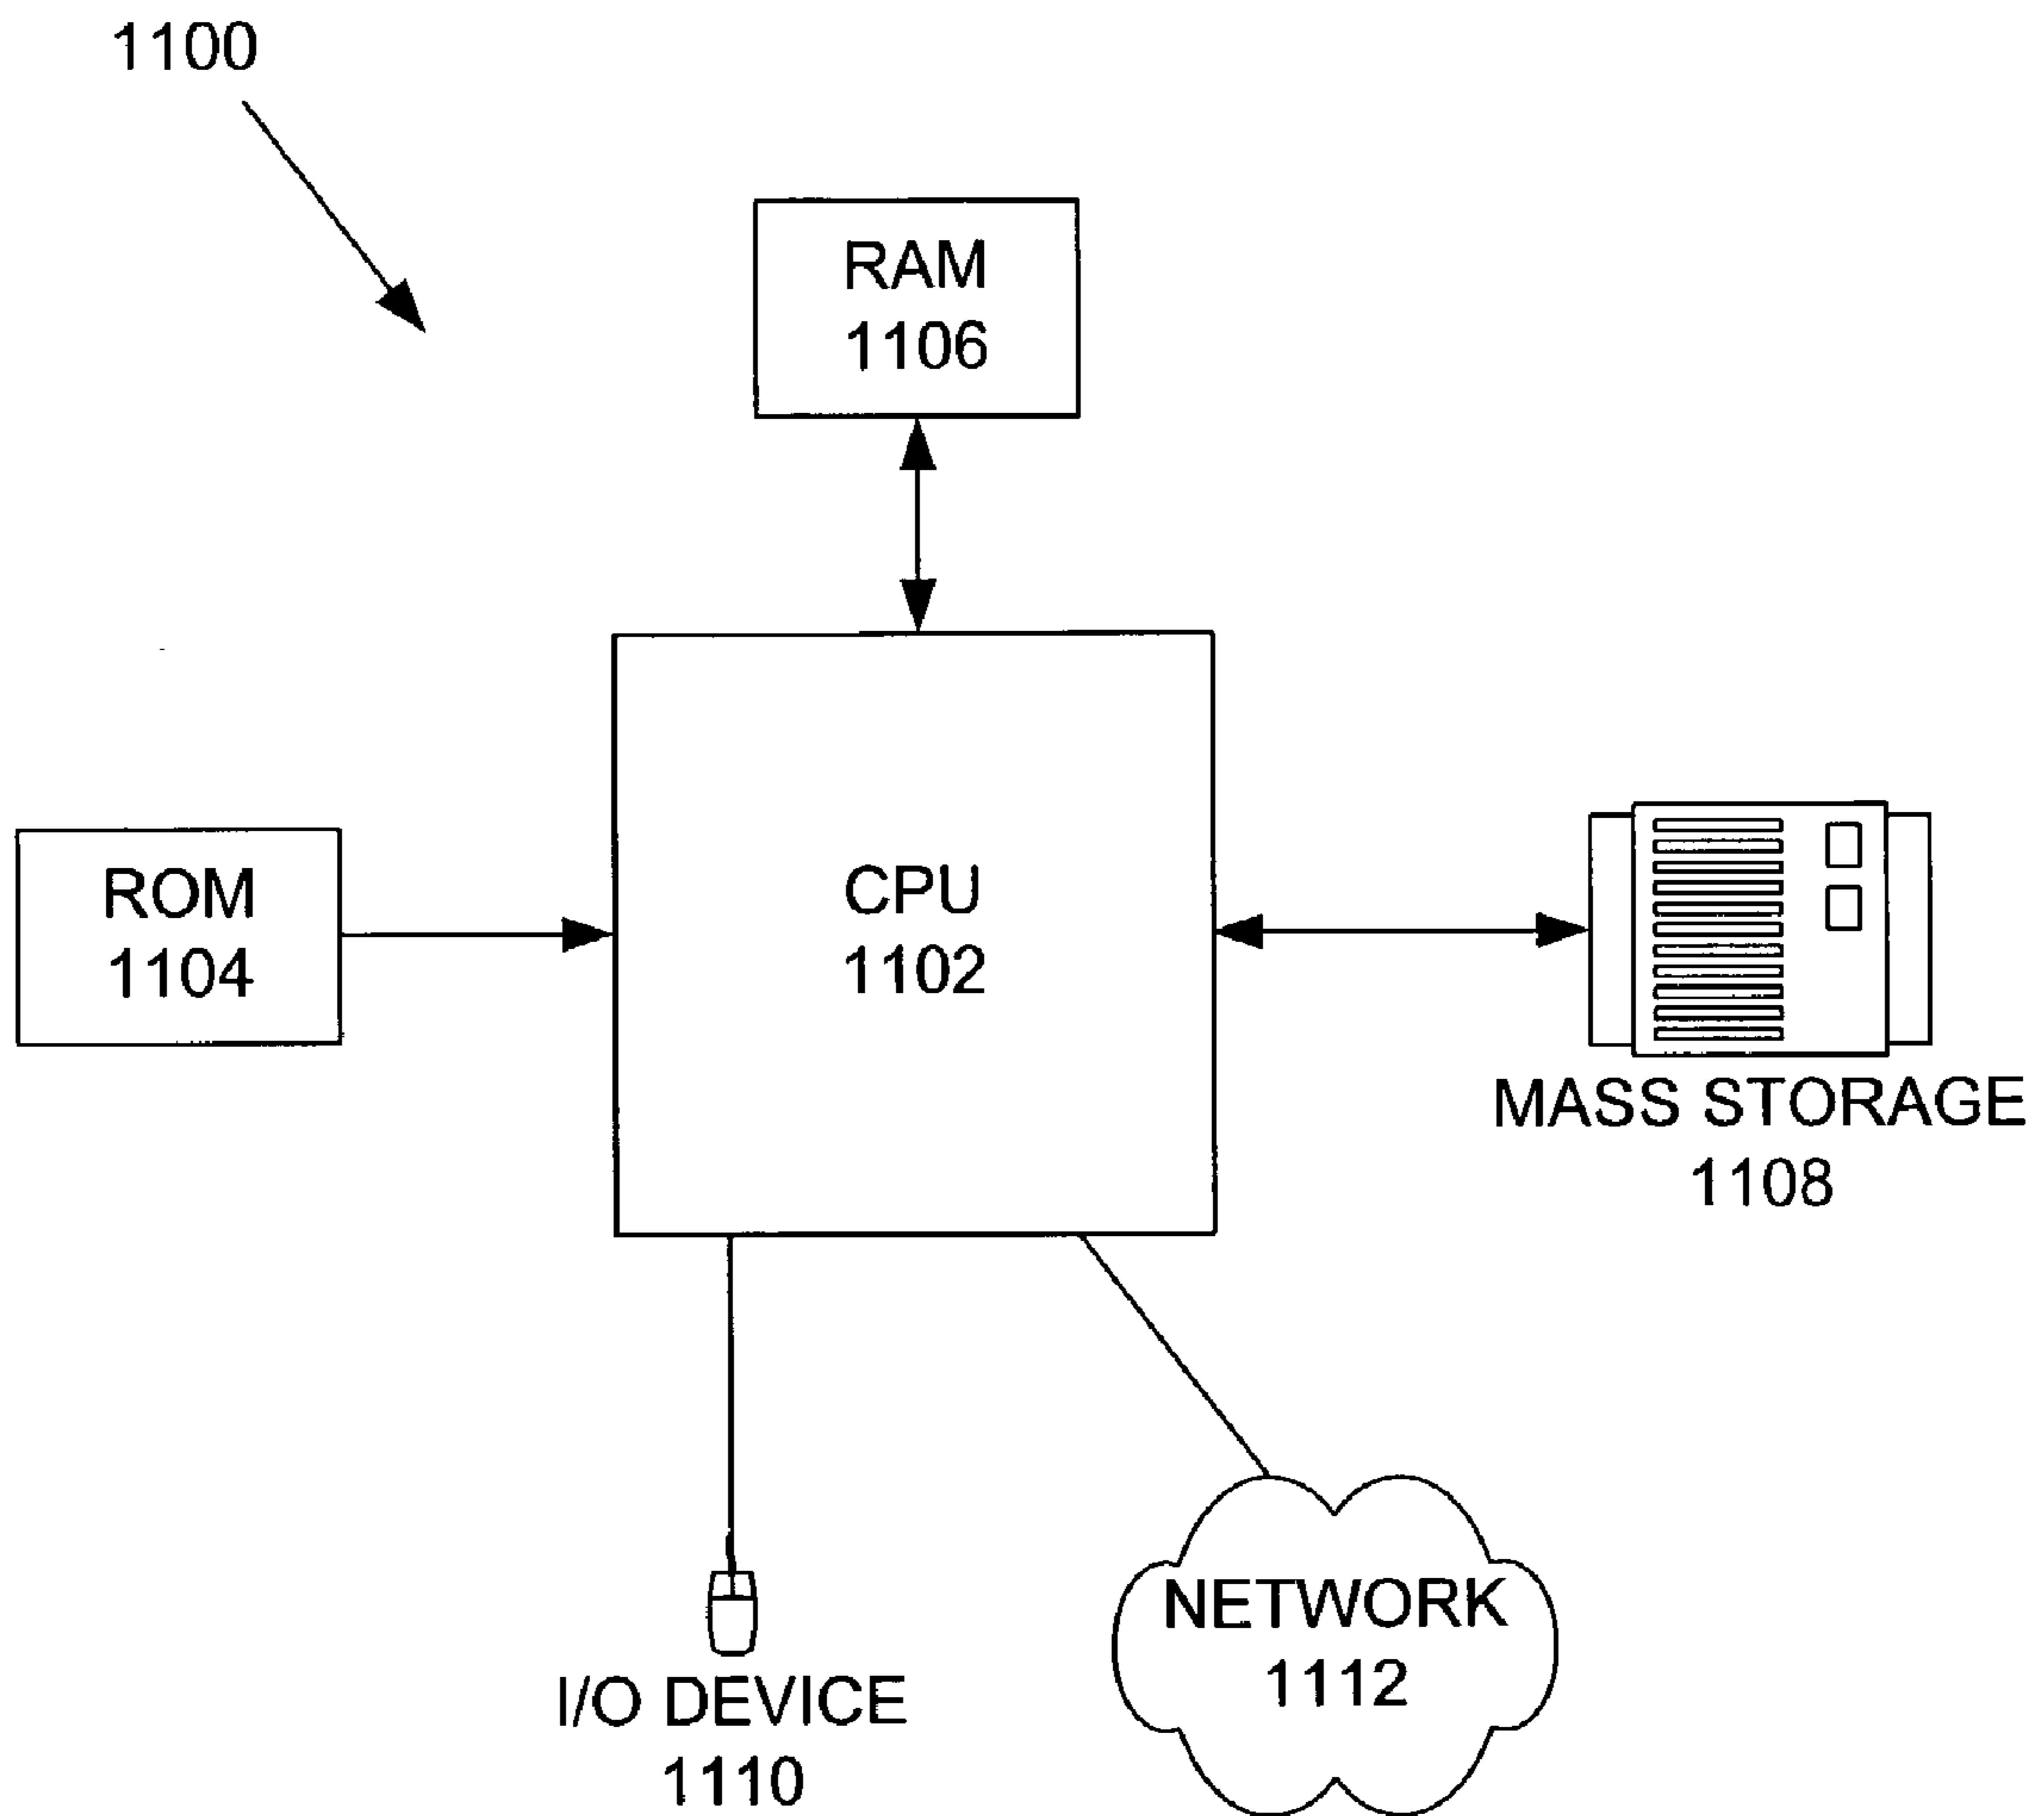 1100
RAM
1106
ROM
1104
CPU
1102
MASS STORAGE
1108
I/O DEVICE
1110
NETWORK
1112